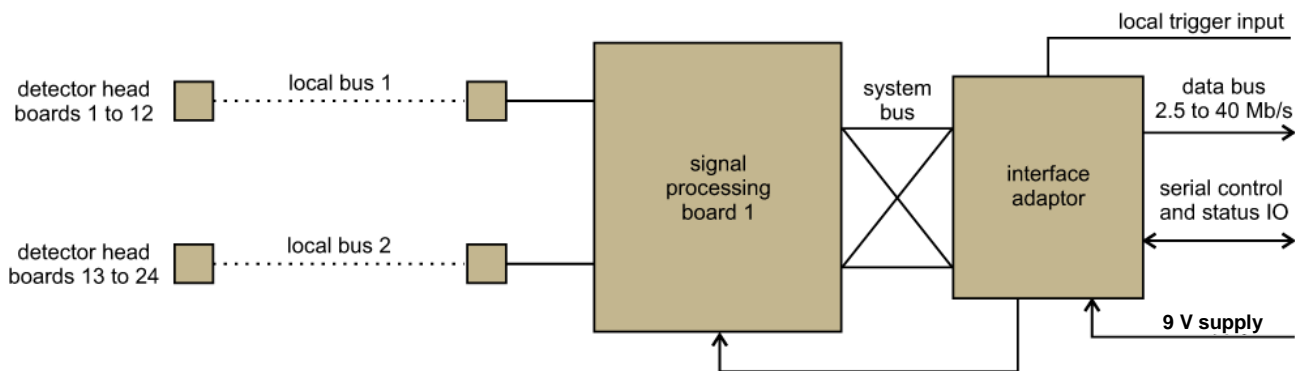 local trigger input
detector head
boards 1 to 12
local bus 1
system
bus
data bus
2.5 to 40 Mb/s
signal
processing
board 1
interface
adaptor
serial control
and status IO
detector head
boards 13 to 24
local bus 2
9 V supply